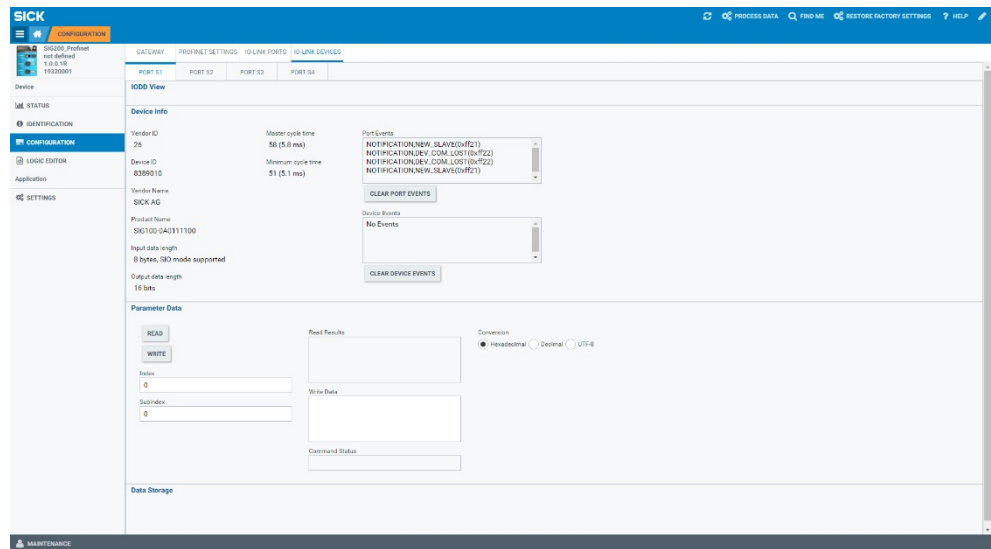 SICK
PROCESS DATA FIND ME RESTORE FACTORY SETTINGS ? HELP
CONFIGURATION
SIG200_Profinet
not defined
1.0.0.1R
19320001
Device
STATUS
IDENTIFICATION
CONFIGURATION
LOGIC EDITOR
Application
SETTINGS
GATEWAY PROFINET SETTINGS IO-LINK PORTS IO-LINK DEVICES
PORT S1 PORT S2 PORT S3 PORT S4
IODD View
Device Info
Vendor ID
26
Device ID
8389010
Vendor Name
SICK AG
Product Name
SIG100-0A0111100
Input data length
8 bytes, SIO mode supported
Output data length
16 bits
Master cycle time
58 (5.8 ms)
Minimum cycle time
51 (5.1 ms)
Port Events
NOTIFICATION,NEW_SLAVE(0xff21)
NOTIFICATION,DEV_COM_LOST(0xff22)
NOTIFICATION,DEV_COM_LOST(0xff22)
NOTIFICATION,NEW_SLAVE(0xff21)
CLEAR PORT EVENTS
Device Events
No Events
CLEAR DEVICE EVENTS
Parameter Data
READ
WRITE
Index
0
Subindex
0
Read Results
Write Data
Command Status
Conversion
Hexadecimal Decimal UTF-8
Data Storage
MAINTENANCE